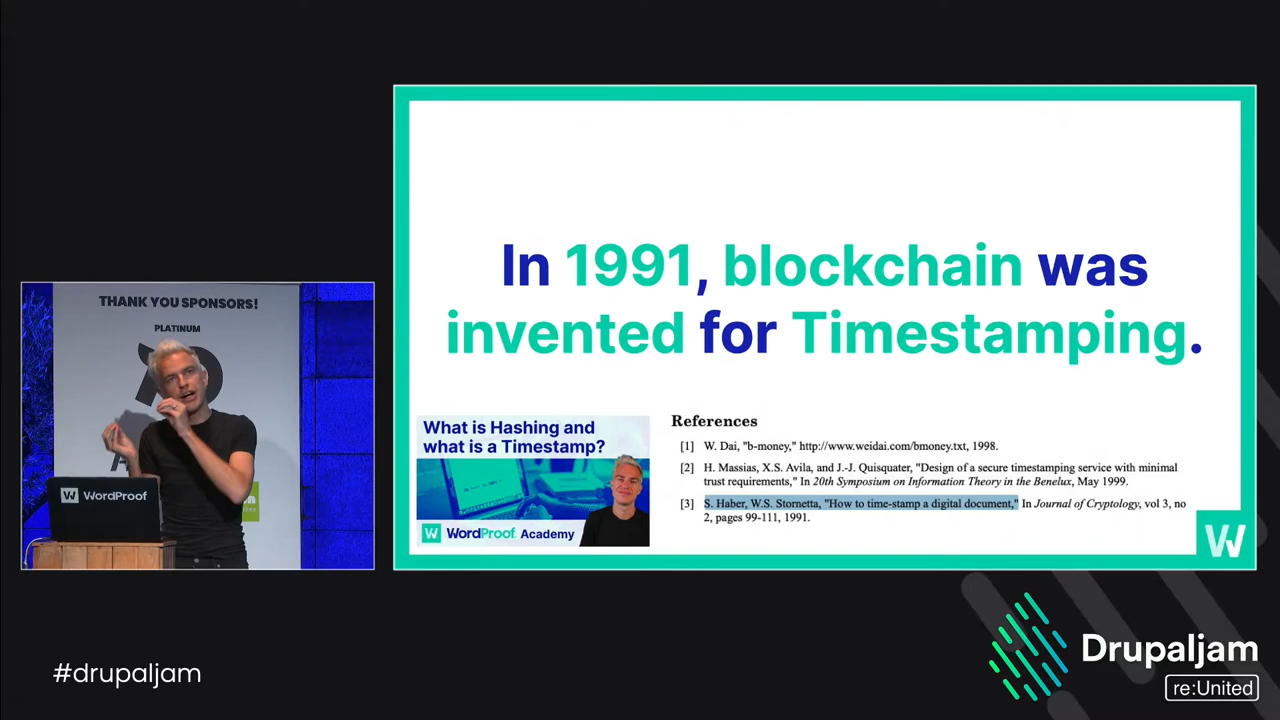 THANK YOU SPONSORS!
PLATINUM
WordProof
In 1991, blockchain was
invented for Timestamping.
What is Hashing and
what is a Timestamp?
WordProof Academy
References
[1] W. Dai, "b-money," http://www.weidai.com/bmoney.txt, 1998.
[2] H. Massias, X.S. Avila, and J.-J. Quisquater, "Design of a secure timestamping service with minimal
trust requirements," In 20th Symposium on Information Theory in the Benelux, May 1999.
[3] S. Haber, W.S. Stornetta, "How to time-stamp a digital document," In Journal of Cryptology, vol 3, no
2, pages 99-111, 1991.
W
#drupaljam
Drupaljam
re:United